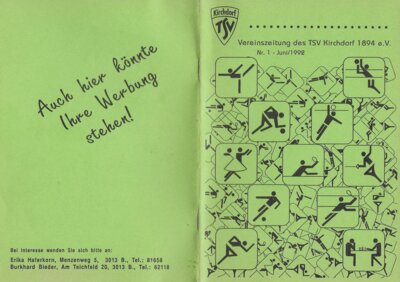 Auch hier könnte
Ihre Werbung
stehen!
Bei Interesse wenden Sie sich bitte an:
Erika Haferkorn, Menzenweg 5, 3013 B., Tel.: 81658
Burkhard Bieder, Am Teichfeld 20, 3013 B., Tel.: 62118
Kirchdorf
TSV
Vereinszeitung des TSV Kirchdorf 1894 e.V.
Nr. 1 - Juni/1992